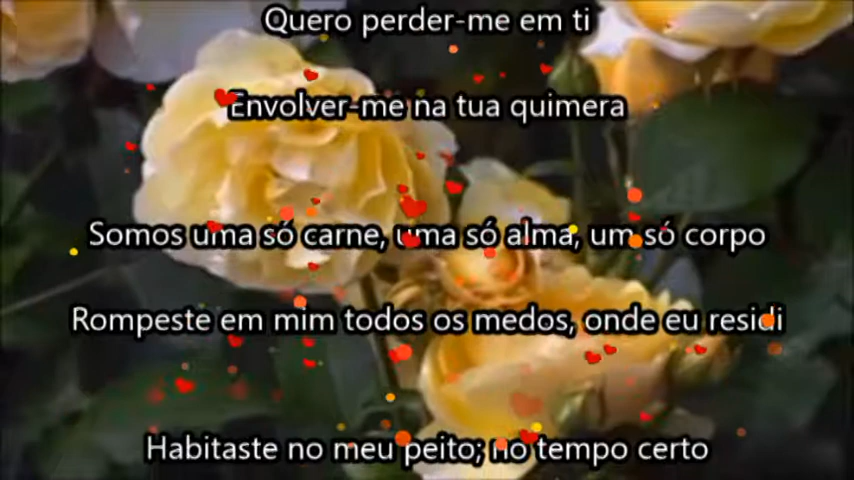 Quero perder-me em ti
Envolver-me na tua quimera
Somos uma só carne, uma só alma, um só corpo
Rompeste em mim todos os medos, onde eu residi
Habitaste no meu peito; no tempo certo